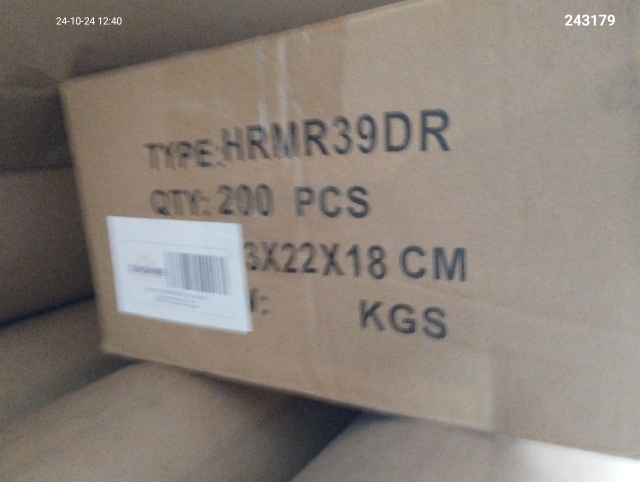 24-10-24 12:40
243179
TYPE:HRMR39DR
QTY: 200 PCS
3X22X18 CM
W: KGS